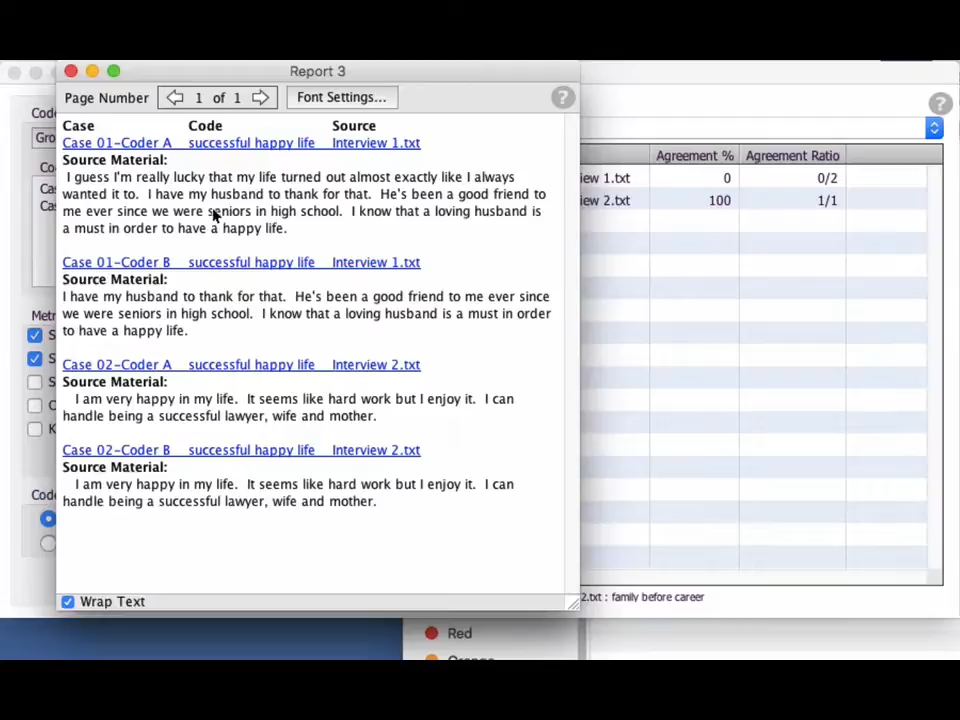 Report 3
Page Number 1 of 1 Font Settings... ?
Case Code Source
Case 01-Coder A successful happy life Interview 1.txt
Source Material:
I guess I'm really lucky that my life turned out almost exactly like I always
wanted it to. I have my husband to thank for that. He's been a good friend to
me ever since we were seniors in high school. I know that a loving husband is
a must in order to have a happy life.
Case 01-Coder B successful happy life Interview 1.txt
Source Material:
I have my husband to thank for that. He's been a good friend to me ever since
we were seniors in high school. I know that a loving husband is a must in order
to have a happy life.
Case 02-Coder A successful happy life Interview 2.txt
Source Material:
I am very happy in my life. It seems like hard work but I enjoy it. I can
handle being a successful lawyer, wife and mother.
Case 02-Coder B successful happy life Interview 2.txt
Source Material:
I am very happy in my life. It seems like hard work but I enjoy it. I can
handle being a successful lawyer, wife and mother.
Wrap Text
?
Agreement % Agreement Ratio
iew 1.txt 0 0/2
iew 2.txt 100 1/1
2.txt : family before career
Red